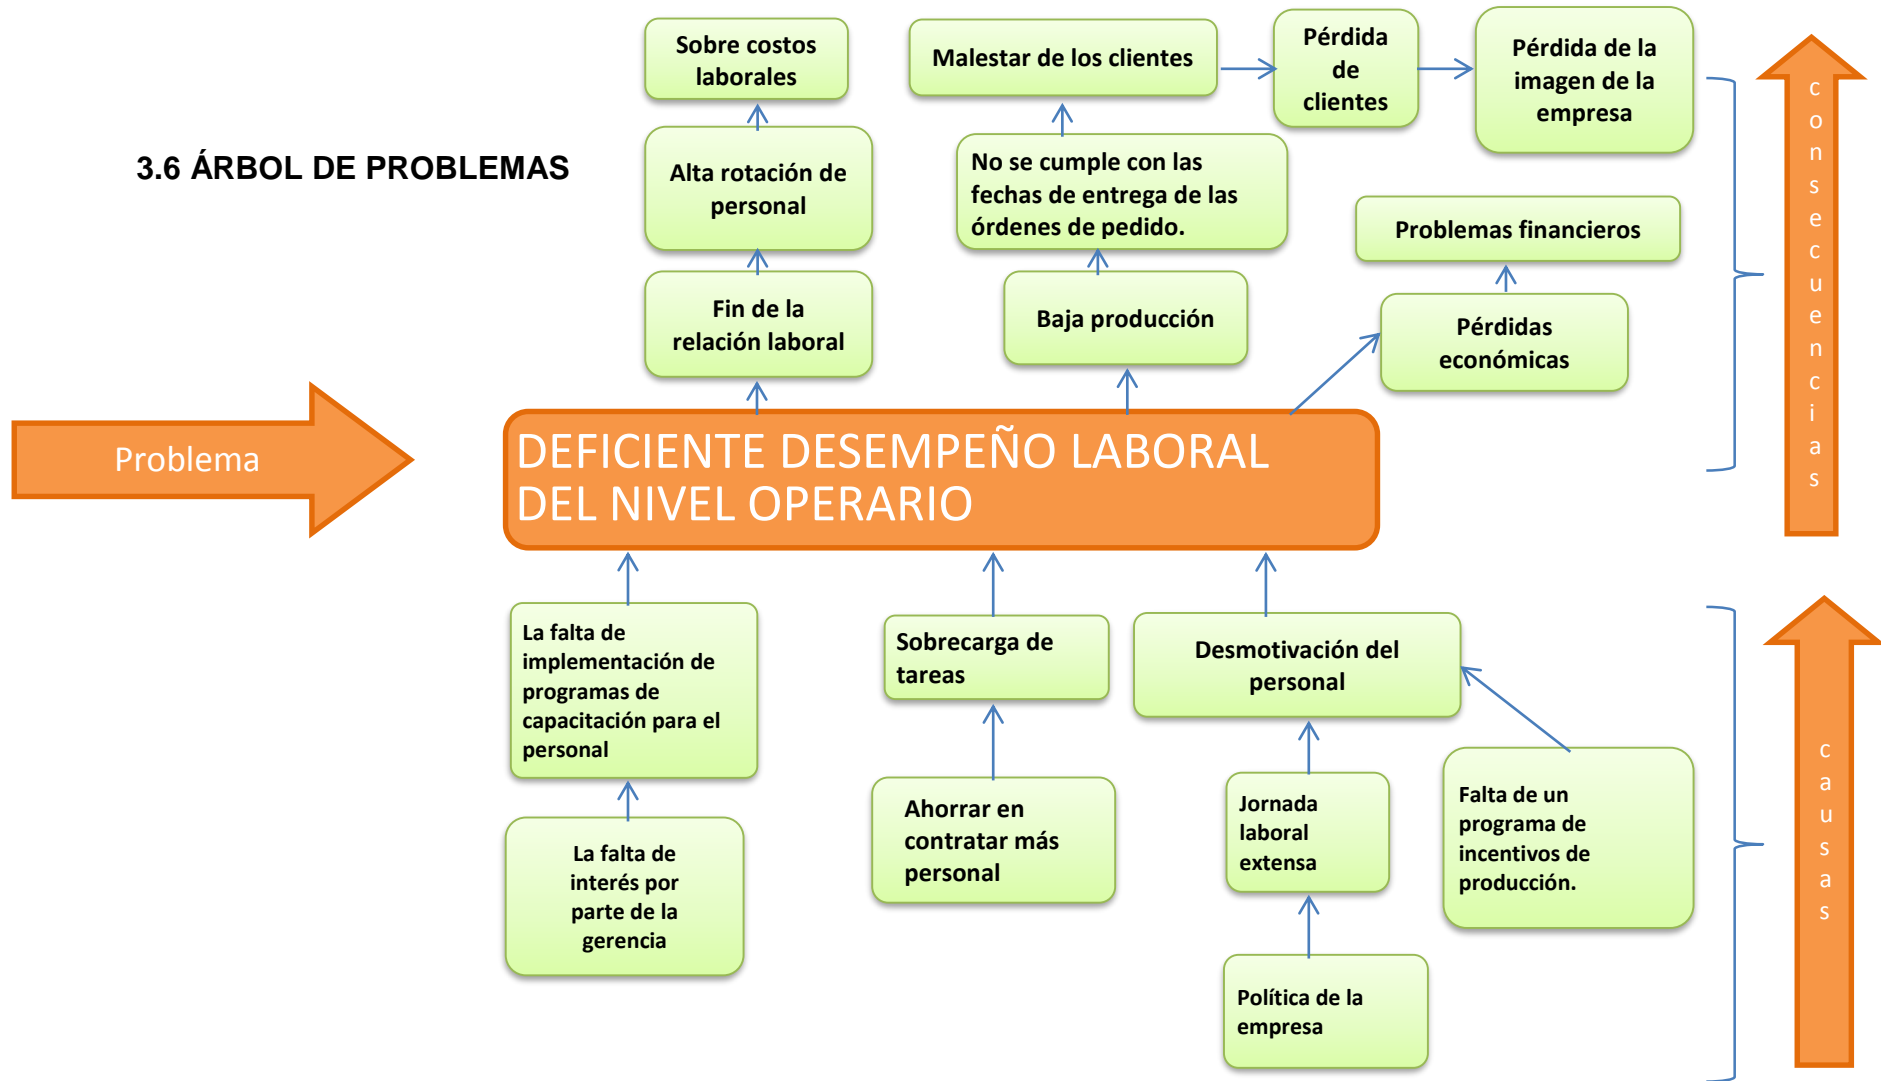 Sobre costos
laborales
Malestar de los clientes
Pérdida
de
clientes
Pérdida de la
imagen de la
empresa
3.6 ÁRBOL DE PROBLEMAS
Alta rotación de
personal
No se cumple con las
fechas de entrega de las
órdenes de pedido.
Problemas financieros
Fin de la
relación laboral
Baja producción
Pérdidas
económicas
consecuencias
Problema
DEFICIENTE DESEMPEÑO LABORAL
DEL NIVEL OPERARIO
La falta de
implementación de
programas de
capacitación para el
personal
Sobrecarga de
tareas
Desmotivación del
personal
La falta de
interés por
parte de la
gerencia
Ahorrar en
contratar más
personal
Jornada
laboral
extensa
Falta de un
programa de
incentivos de
producción.
Política de la
empresa
causas